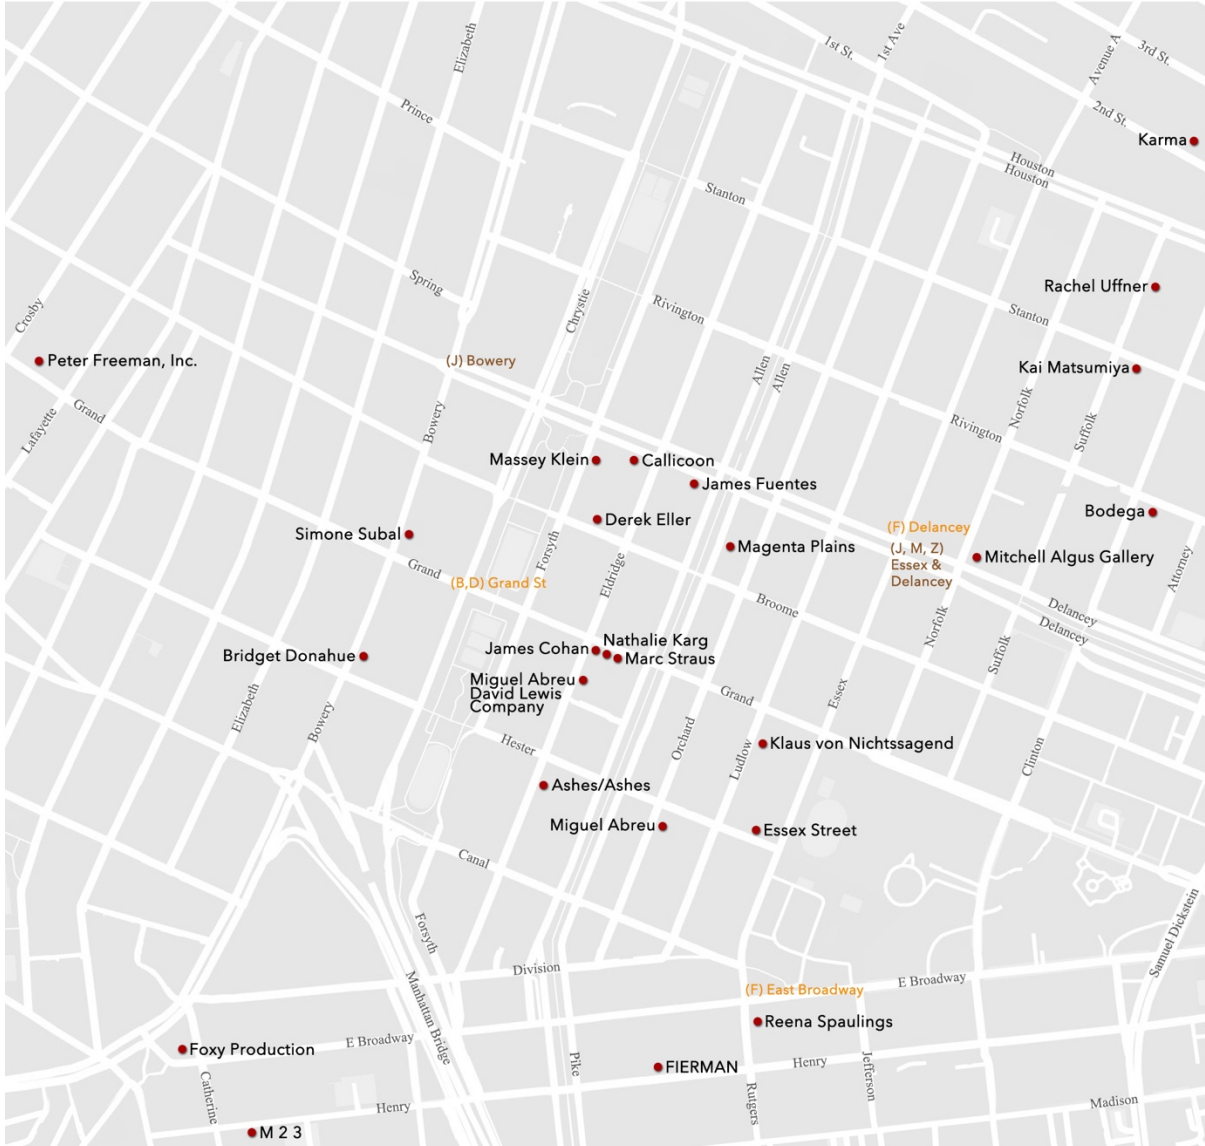 1st St.
1st Ave
Avenue A
3rd St.
Elizabeth
Prince
2nd St.
Karma
Houston
Houston
Stanton
Spring
Rachel Uffner
Crosby
Chrystie
Rivington
Stanton
Peter Freeman, Inc.
(J) Bowery
Allen
Allen
Kai Matsumiya
Lafayette
Grand
Bowery
Norfolk
Suffolk
Rivington
Massey Klein
Callicoon
James Fuentes
Bodega
Derek Eller
Simone Subal
(F) Delancey
Magenta Plains
(J, M, Z)
Essex &
Delancey
Mitchell Algus Gallery
Forsyth
Grand
(B,D) Grand St
Eldridge
Broome
Attorney
Delancey
Delancey
Norfolk
Suffolk
Nathalie Karg
James Cohan
Marc Straus
Bridget Donahue
Miguel Abreu
David Lewis
Company
Elizabeth
Bowery
Grand
Essex
Hester
Orchard
Ludlow
Klaus von Nichtssagend
Clinton
Ashes/Ashes
Miguel Abreu
Essex Street
Canal
Forsyth
Samuel Dickstein
Division
E Broadway
(F) East Broadway
Manhattan Bridge
Reena Spaulings
Foxy Production
E Broadway
FIERMAN
Henry
Pike
Jefferson
Catherine
Henry
Rutgers
Madison
M 2 3